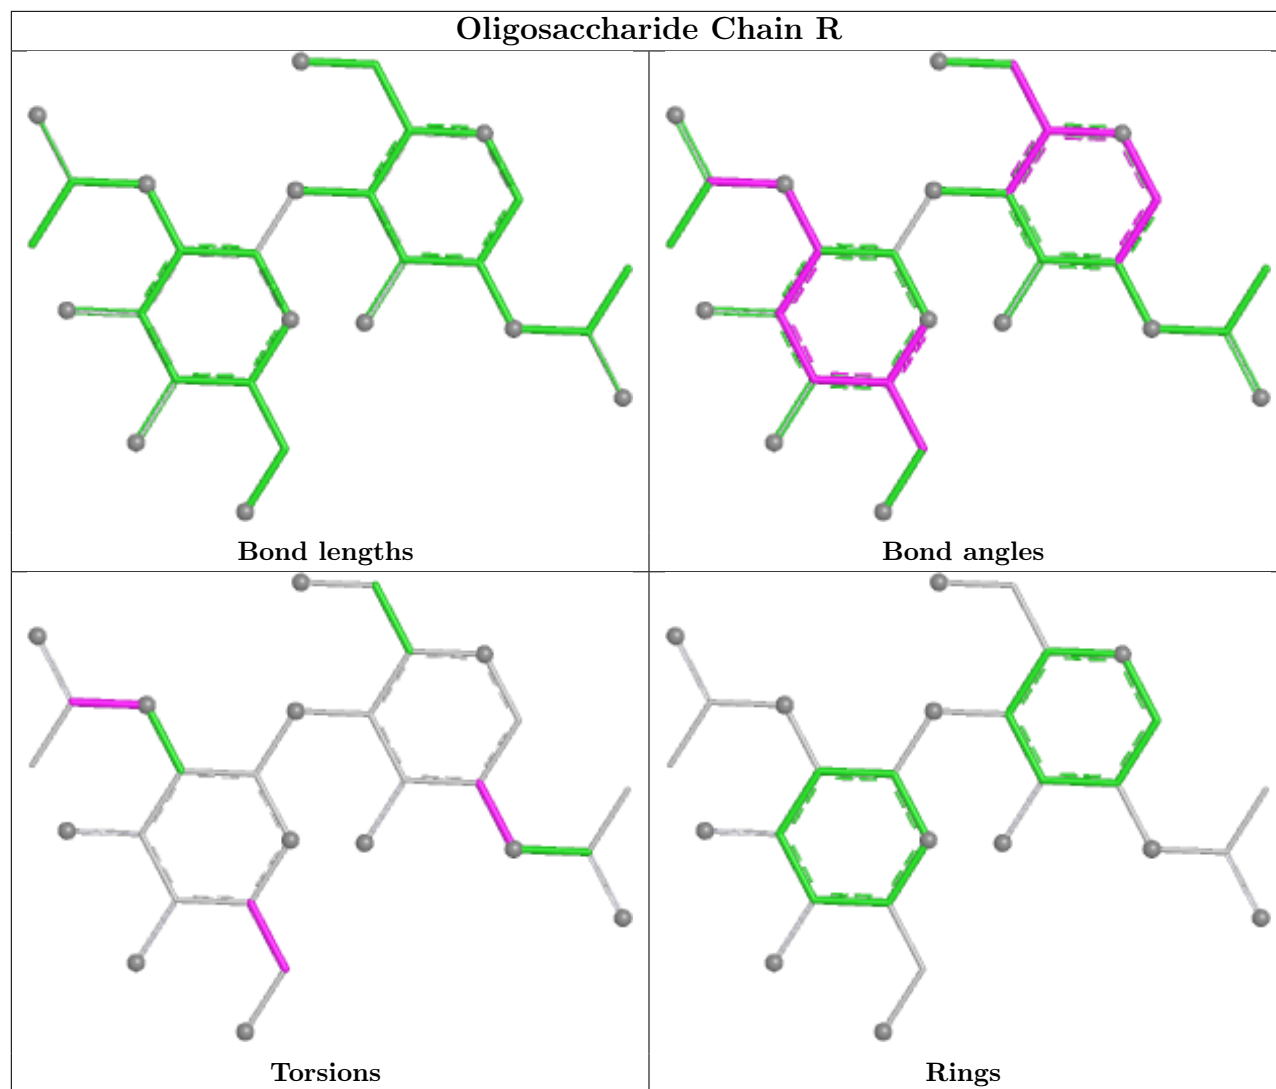 Oligosaccharide Chain R
Bond lengths
Bond angles
Torsions
Rings